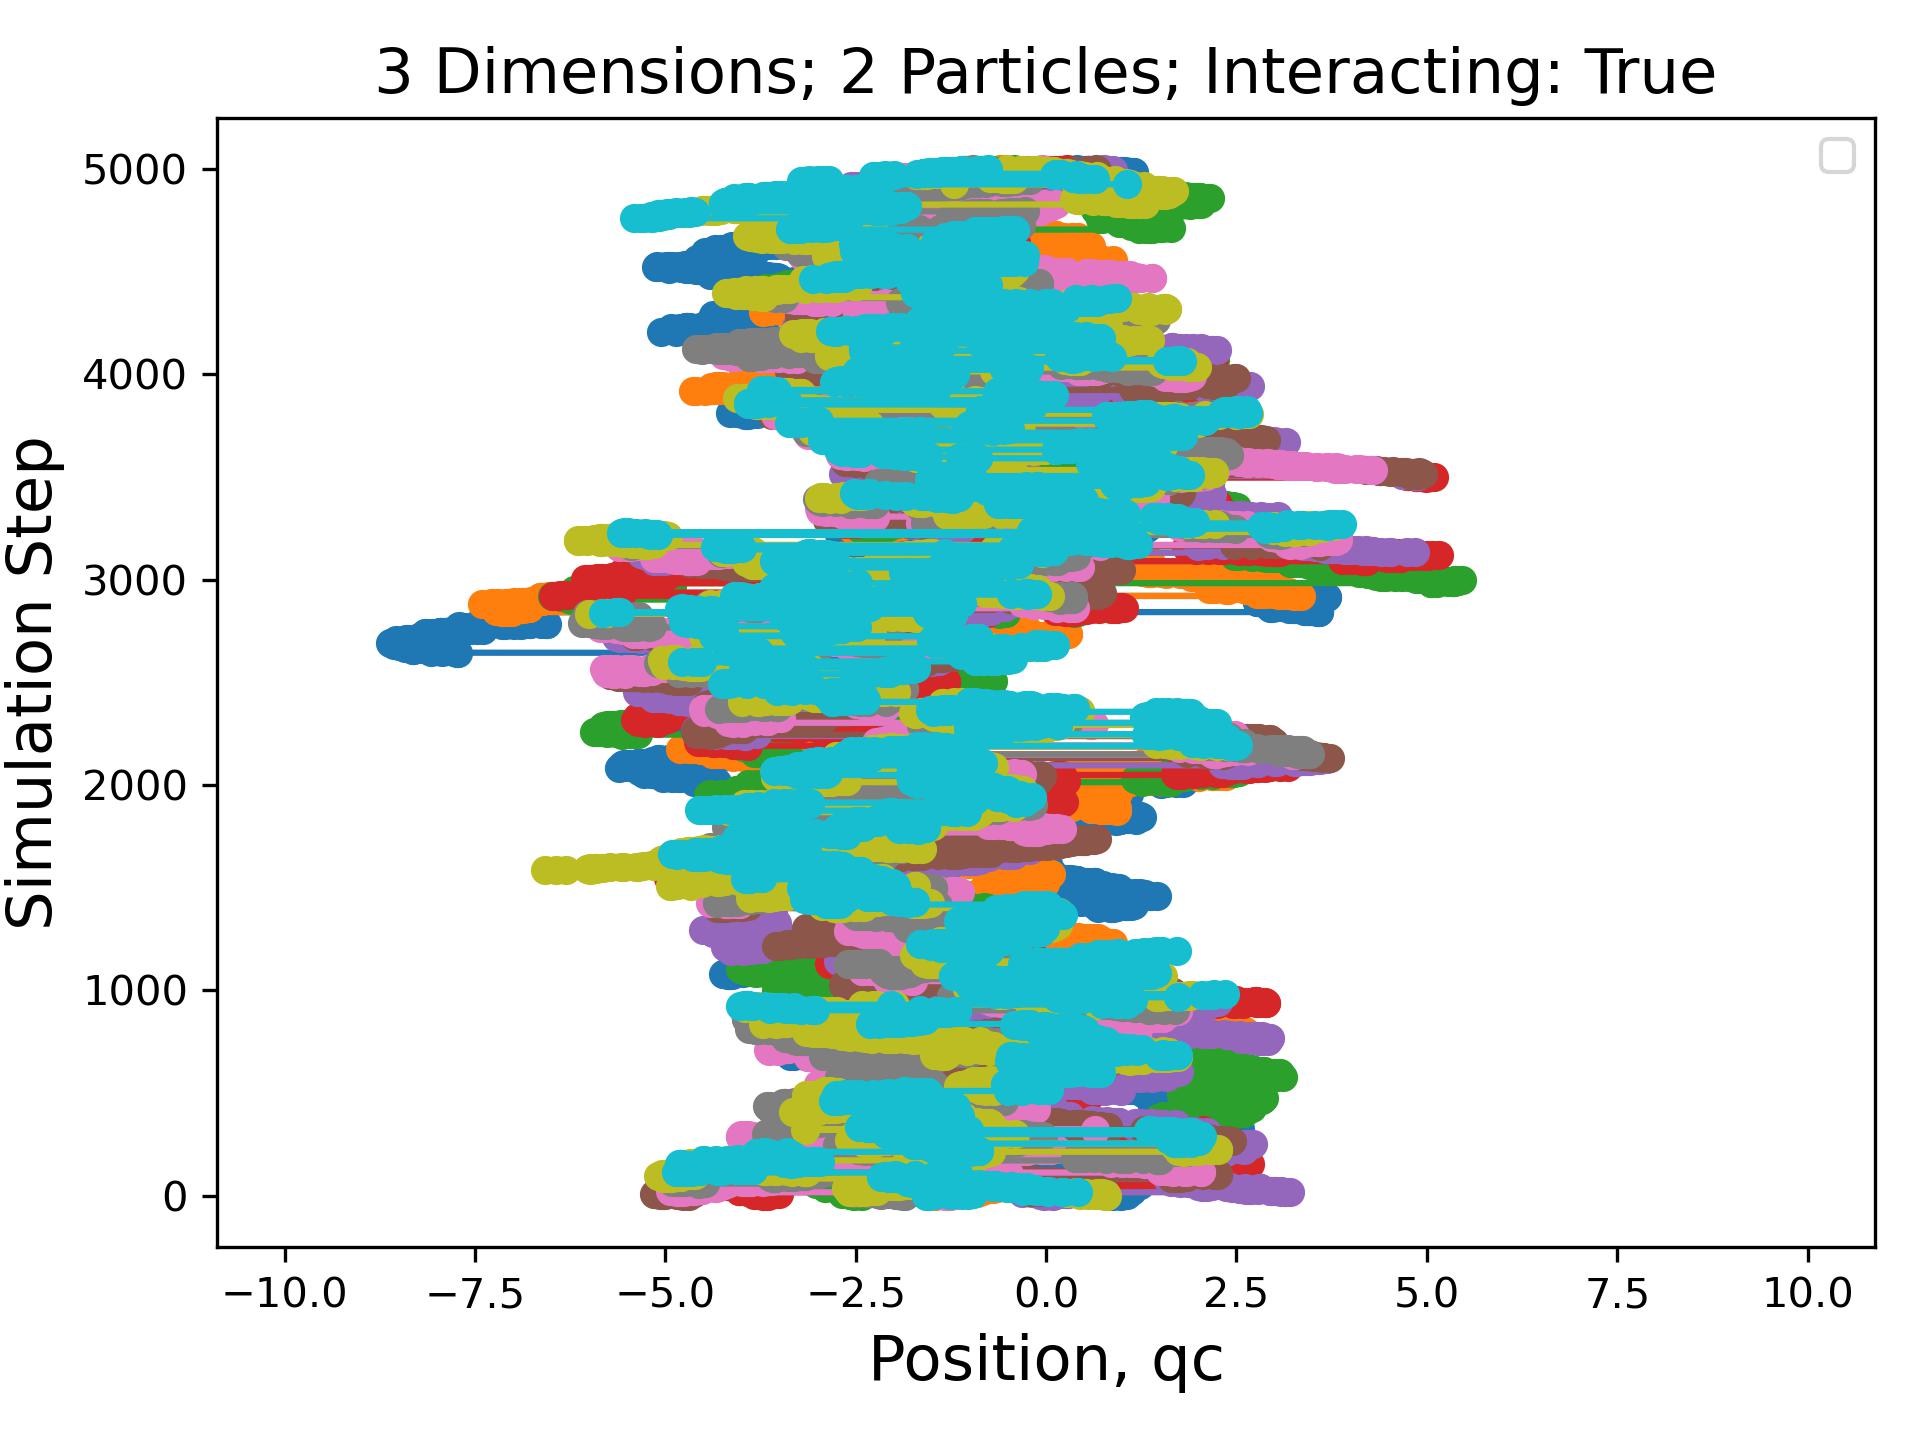 3 Dimensions; 2 Particles; Interacting: True
Simulation Step
5000
4000
3000
2000
1000
0
−10.0 −7.5 −5.0 −2.5 0.0 2.5 5.0 7.5 10.0
Position, qc